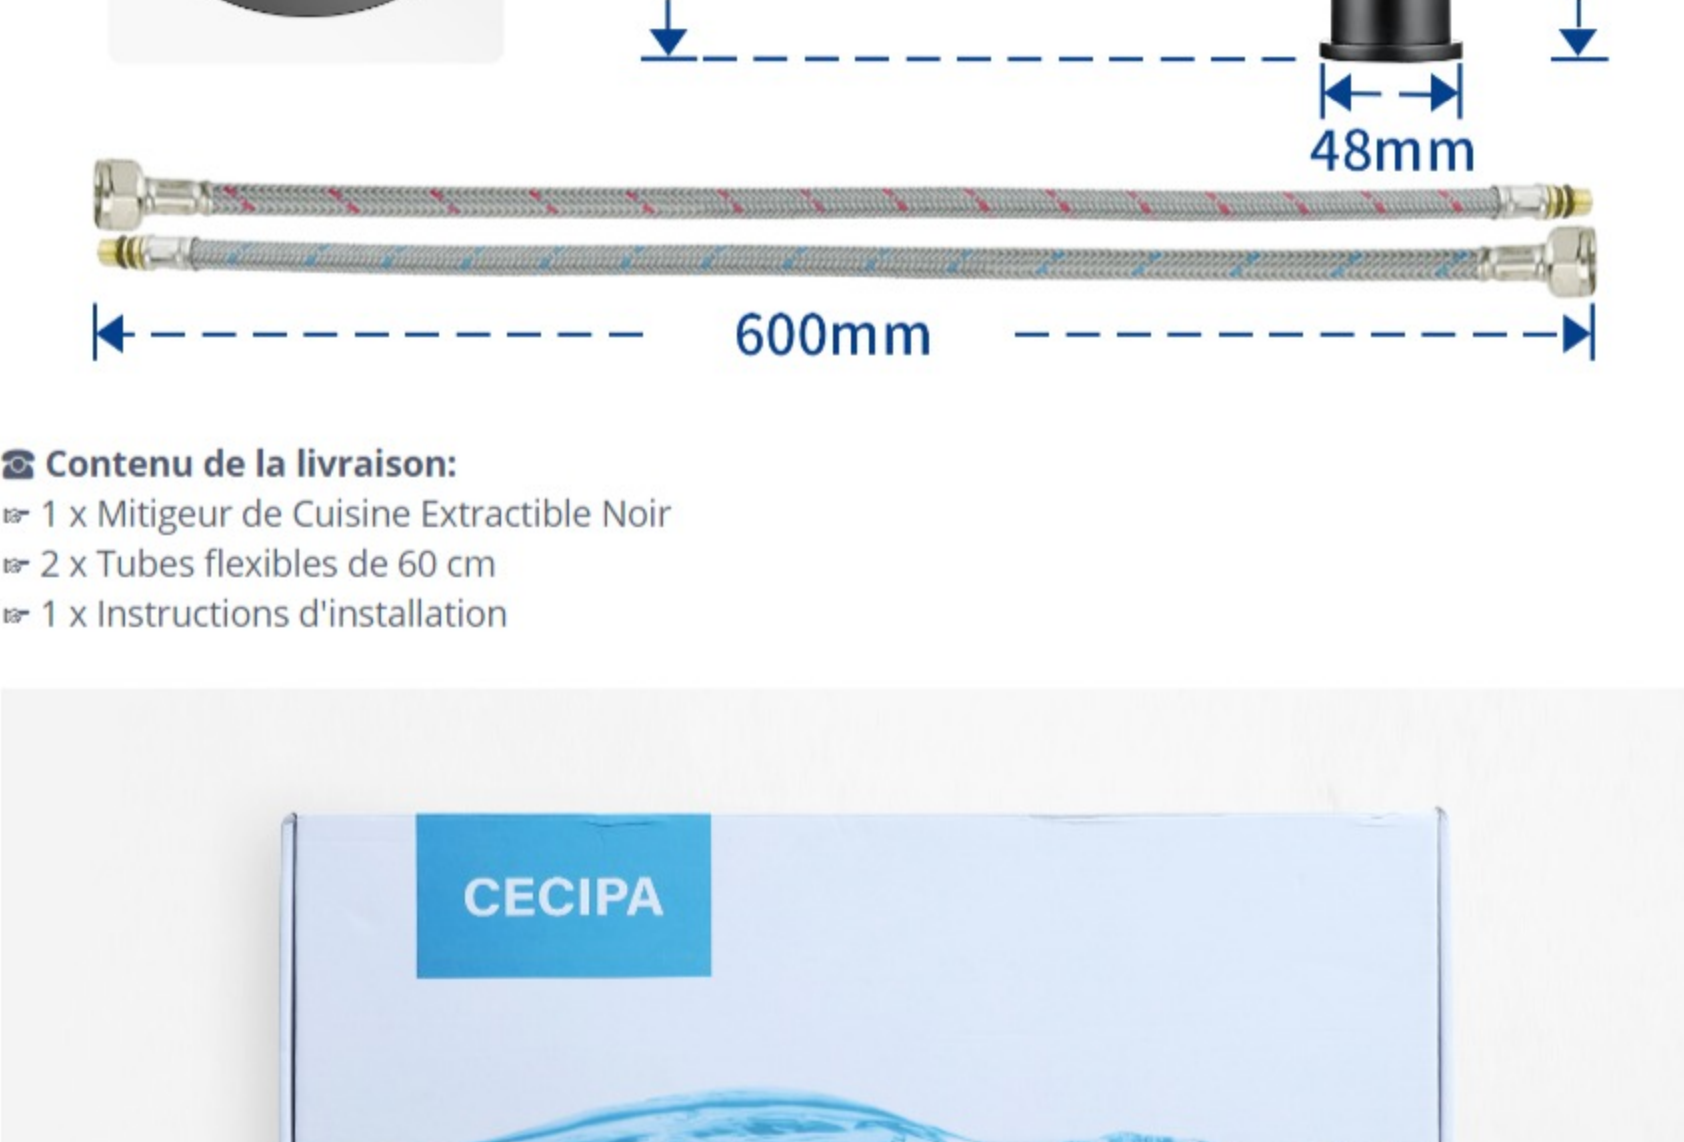 48mm
600mm
☎ Contenu de la livraison:
☞ 1 x Mitigeur de Cuisine Extractible Noir
☞ 2 x Tubes flexibles de 60 cm
☞ 1 x Instructions d'installation
CECIPA